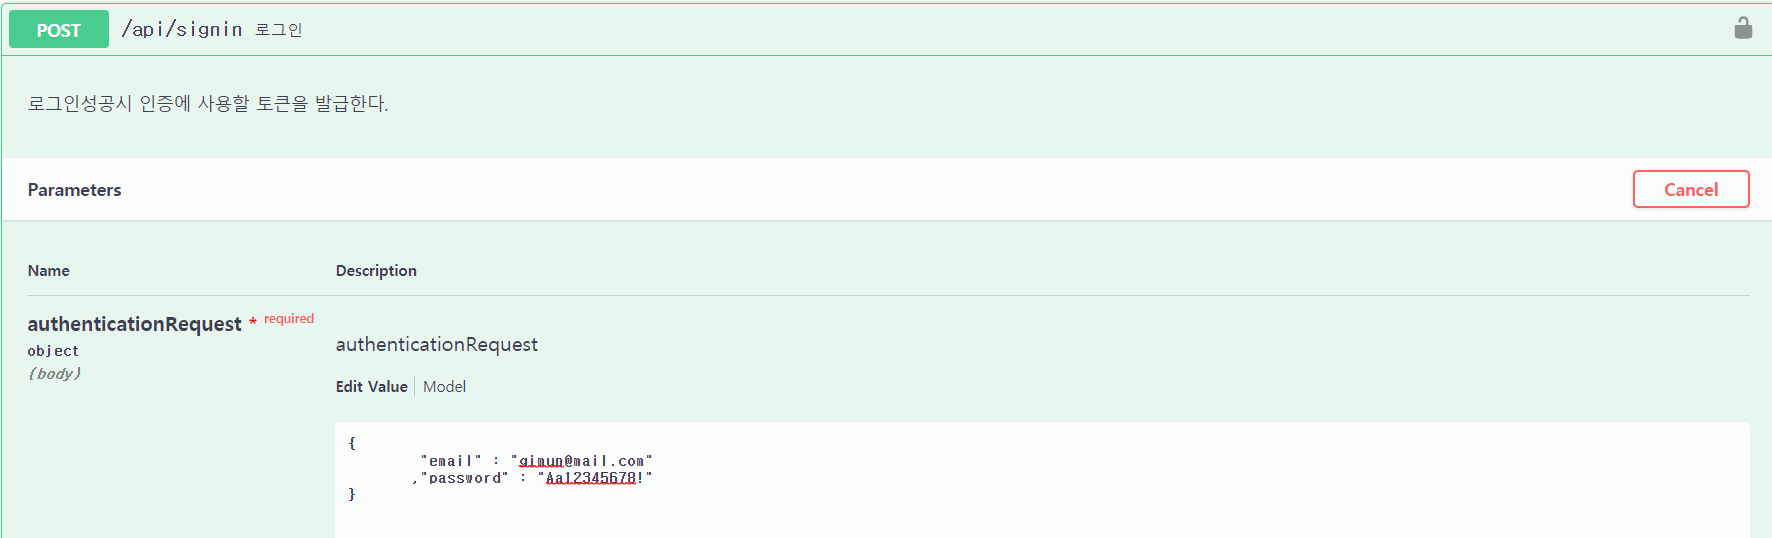 POST /api/signin 로그인
로그인성공시 인증에 사용할 토큰을 발급한다.
Parameters Cancel
Name Description
authenticationRequest * required
object
(body)
authenticationRequest
Edit Value Model
{
"email" : "gimun@mail.com"
,"password" : "Aa12345678!"
}